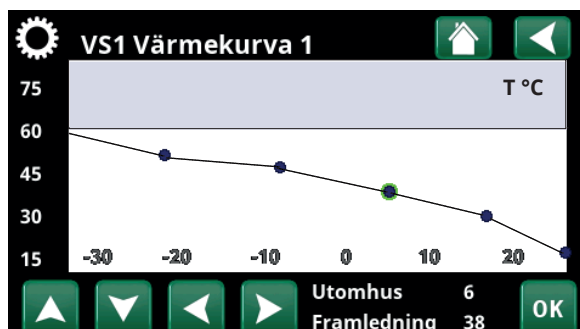 VS1 Värmekurva 1
75
T °C
60
45
30
15
-30 -20 -10 0 10 20
Utomhus 6
Framledning 38
OK